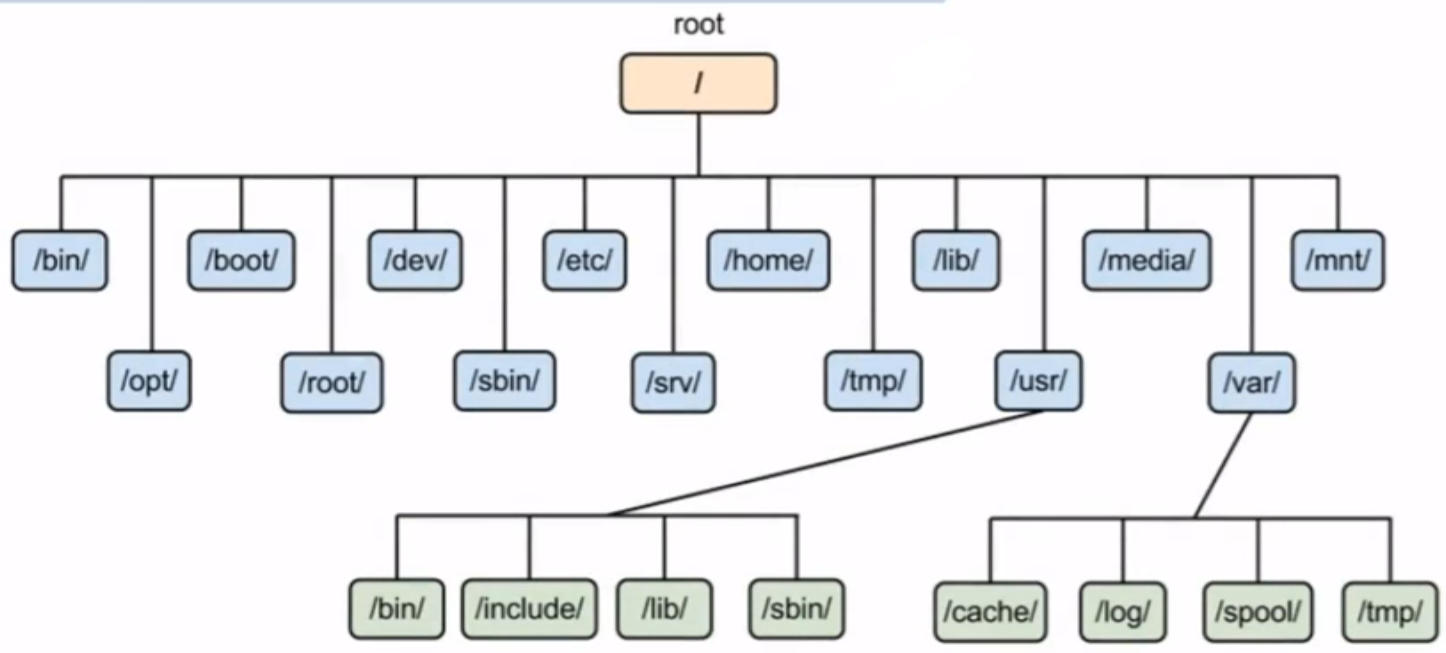 root
/
/bin/
/boot/
/dev/
/etc/
/home/
/lib/
/media/
/mnt/
/opt/
/root/
/sbin/
/srv/
/tmp/
/usr/
/var/
/bin/
/include/
/lib/
/sbin/
/cache/
/log/
/spool/
/tmp/